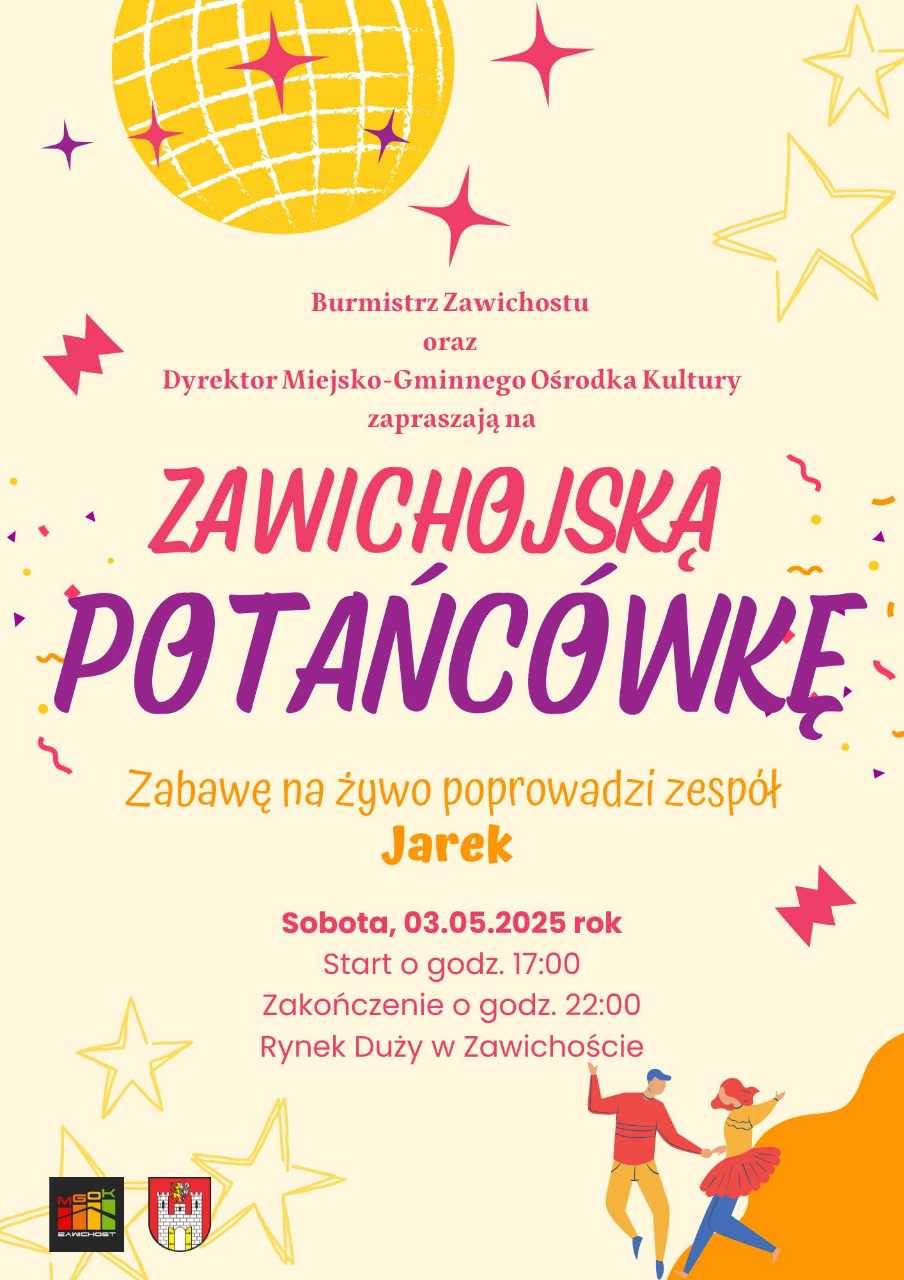 Burmistrz Zawichostu
oraz
Dyrektor Miejsko-Gminnego Ośrodka Kultury
zapraszają na
ZAWICHOJSKĄ
POTAŃCÓWKĘ
Zabawę na żywo poprowadzi zespół
Jarek
Sobota, 03.05.2025 rok
Start o godz. 17:00
Zakończenie o godz. 22:00
Rynek Duży w Zawichoście
MGOK
ZAWICHOST